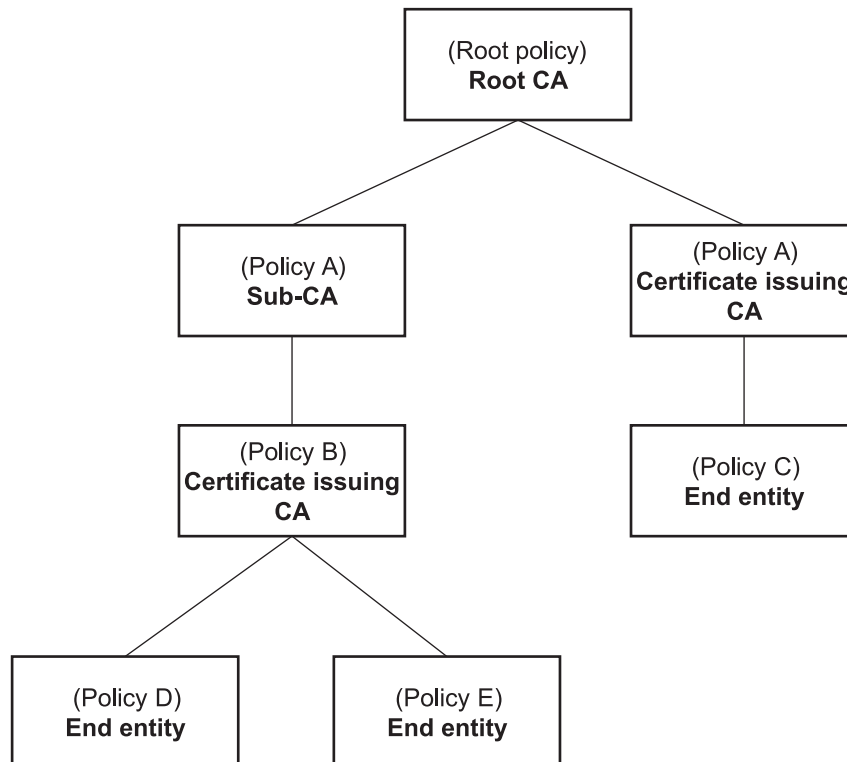 (Root policy)
Root CA
(Policy A)
Sub-CA
(Policy A)
Certificate issuing
CA
(Policy B)
Certificate issuing
CA
(Policy C)
End entity
(Policy D)
End entity
(Policy E)
End entity